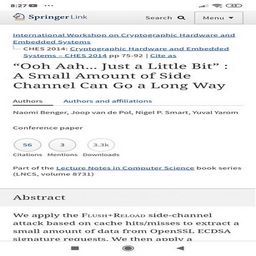 8:27
Springer Link
Search
Menu
International Workshop on Cryptographic Hardware and
Embedded Systems
CHES 2014: Cryptographic Hardware and Embedded
Systems – CHES 2014 pp 75-92 | Cite as
“Ooh Aah... Just a Little Bit” :
A Small Amount of Side
Channel Can Go a Long Way
Authors
Authors and affiliations
Naomi Benger, Joop van de Pol, Nigel P. Smart, Yuval Yarom
Conference paper
56
3
3.3k
Citations
Mentions
Downloads
Part of the Lecture Notes in Computer Science book series
(LNCS, volume 8731)
Abstract
We apply the FLUSH+RELOAD side-channel
attack based on cache hits/misses to extract a
small amount of data from OpenSSL ECDSA
signature requests. We then apply a